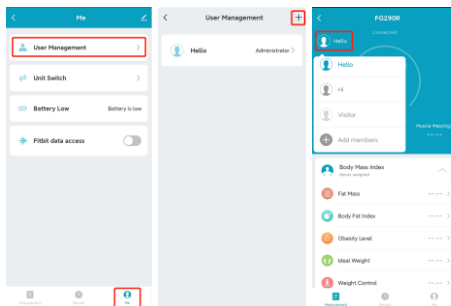 Me
User Management
Unit Switch
Battery Low
Battery is low
Fitbit data access
Me
User Management
Hello
Administrator
FG290R
Connected
Hello
Hello
Hi
Visitor
Add members
Muscle Mass(kg)
--.--
Body Mass Index
Never weighed
Fat Mass
--.--
Body Fat Index
--.--
Obesity Level
--.--
Ideal Weight
--.--
Weight Control
--.--